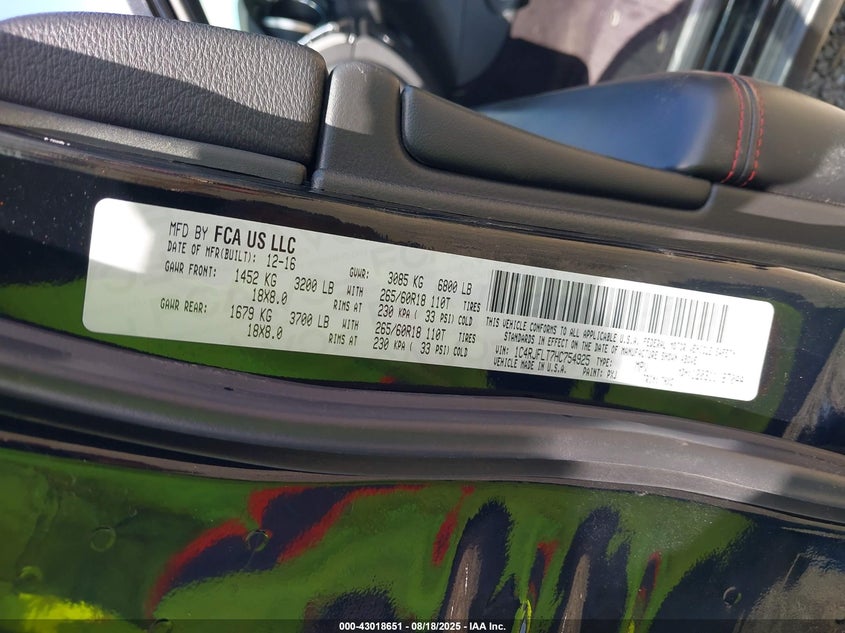 MFD BY FCA US LLC
DATE OF MFR(BUILT): 12-16 GVWR: 3085 KG 6800 LB
GAWR FRONT: 1452 KG 3200 LB WITH 265/60R18 110T TIRES
18X8.0 RIMS AT 230 KPA ( 33 PSI) COLD
GAWR REAR: 1679 KG 3700 LB WITH 265/60R18 110T TIRES
18X8.0 RIMS AT 230 KPA ( 33 PSI) COLD
THIS VEHICLE CONFORMS TO ALL APPLICABLE U.S.A. FEDERAL MOTOR VEHICLE SAFETY
STANDARDS IN EFFECT ON THE DATE OF MANUFACTURE SHOWN ABOVE
VIN: 1C4RJFLT7HC754925 TYPE:
MADE IN U.S.A. PAINT: PXJ
000-43018651 - 08/18/2025 - IAA Inc.